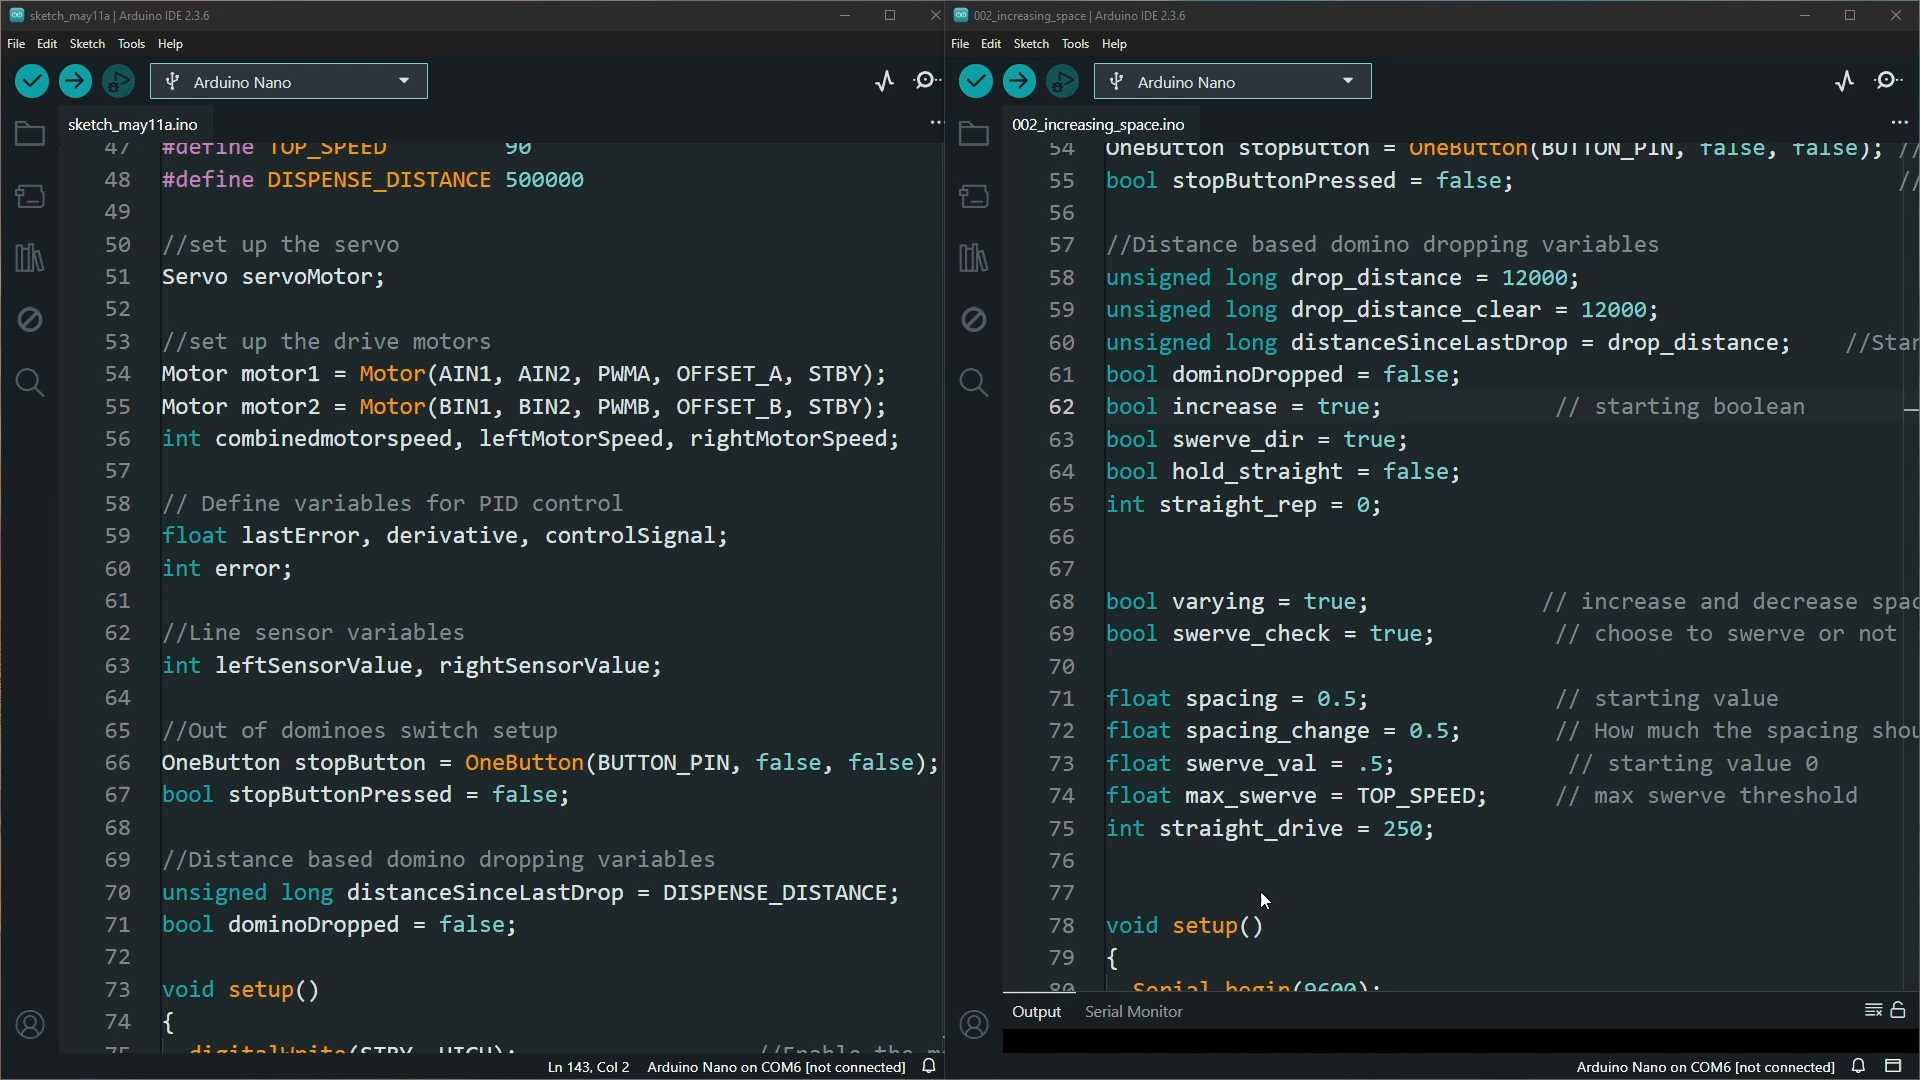 sketch_may11a | Arduino IDE 2.3.6
File Edit Sketch Tools Help
Arduino Nano
sketch_may11a.ino
47 #define TOP_SPEED 90
48 #define DISPENSE_DISTANCE 500000
49
50 //set up the servo
51 Servo servoMotor;
52
53 //set up the drive motors
54 Motor motor1 = Motor(AIN1, AIN2, PWMA, OFFSET_A, STBY);
55 Motor motor2 = Motor(BIN1, BIN2, PWMB, OFFSET_B, STBY);
56 int combinedmotorspeed, leftMotorSpeed, rightMotorSpeed;
57
58 // Define variables for PID control
59 float lastError, derivative, controlSignal;
60 int error;
61
62 //Line sensor variables
63 int leftSensorValue, rightSensorValue;
64
65 //Out of dominoes switch setup
66 OneButton stopButton = OneButton(BUTTON_PIN, false, false);
67 bool stopButtonPressed = false;
68
69 //Distance based domino dropping variables
70 unsigned long distanceSinceLastDrop = DISPENSE_DISTANCE;
71 bool dominoDropped = false;
72
73 void setup()
74 {
75 digitalWrite(STBY, HIGH); //Enable the m
Ln 143, Col 2 Arduino Nano on COM6 [not connected]
002_increasing_space | Arduino IDE 2.3.6
File Edit Sketch Tools Help
Arduino Nano
002_increasing_space.ino
54 OneButton stopButton = OneButton(BUTTON_PIN, false, false); //
55 bool stopButtonPressed = false; //
56
57 //Distance based domino dropping variables
58 unsigned long drop_distance = 12000;
59 unsigned long drop_distance_clear = 12000;
60 unsigned long distanceSinceLastDrop = drop_distance; //Star
61 bool dominoDropped = false;
62 bool increase = true; // starting boolean
63 bool swerve_dir = true;
64 bool hold_straight = false;
65 int straight_rep = 0;
66
67
68 bool varying = true; // increase and decrease spac
69 bool swerve_check = true; // choose to swerve or not
70
71 float spacing = 0.5; // starting value
72 float spacing_change = 0.5; // How much the spacing shou
73 float swerve_val = .5; // starting value 0
74 float max_swerve = TOP_SPEED; // max swerve threshold
75 int straight_drive = 250;
76
77
78 void setup()
79 {
80 Serial.begin(9600);
Output Serial Monitor
Arduino Nano on COM6 [not connected]